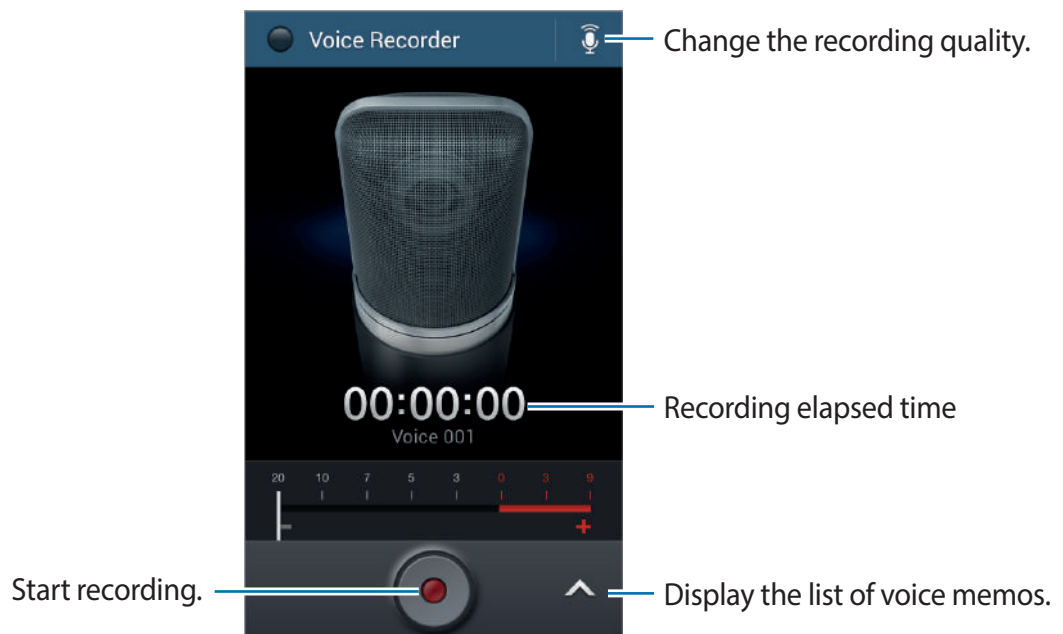 Voice Recorder
Change the recording quality.
00:00:00
Recording elapsed time
Voice 001
20 10 7 5 3 0 3 9
- +
Start recording.
Display the list of voice memos.